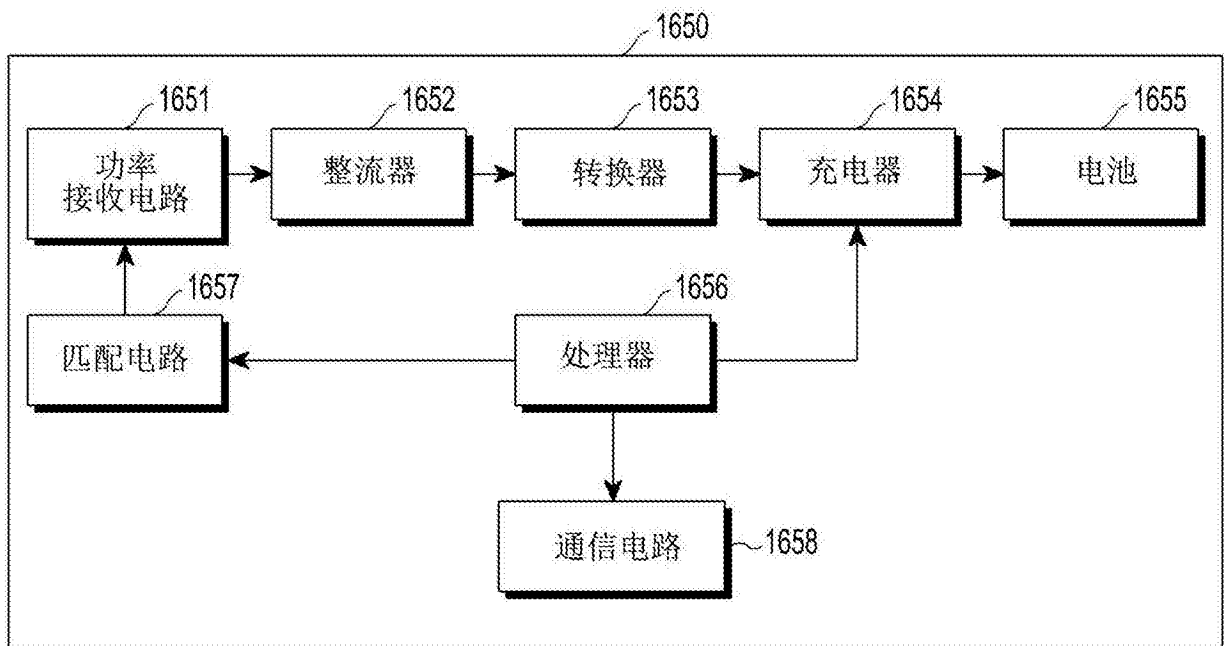 1650
1651
1652
1653
1654
1655
功率
接收电路
整流器
转换器
充电器
电池
1657
1656
匹配电路
处理器
通信电路
1658